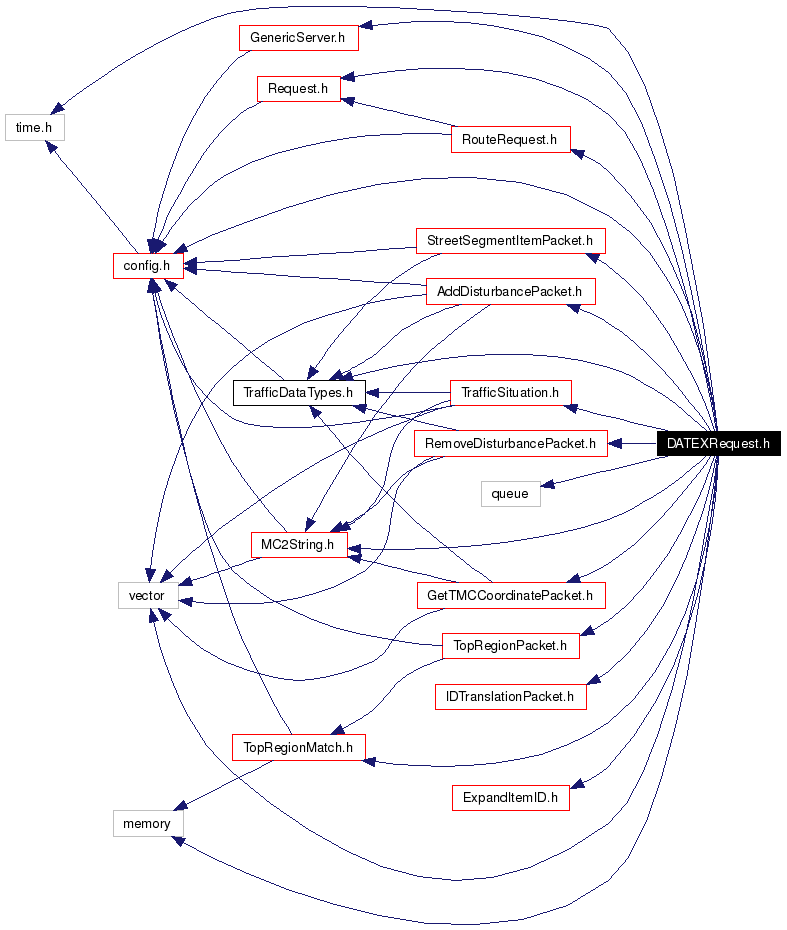 GenericServer.h
Request.h
time.h
RouteRequest.h
StreetSegmentItemPacket.h
config.h
AddDisturbancePacket.h
TrafficDataTypes.h
TrafficSituation.h
RemoveDisturbancePacket.h
DATEXRequest.h
queue
MC2String.h
vector
GetTMCCoordinatePacket.h
TopRegionPacket.h
IDTranslationPacket.h
TopRegionMatch.h
ExpandItemID.h
memory